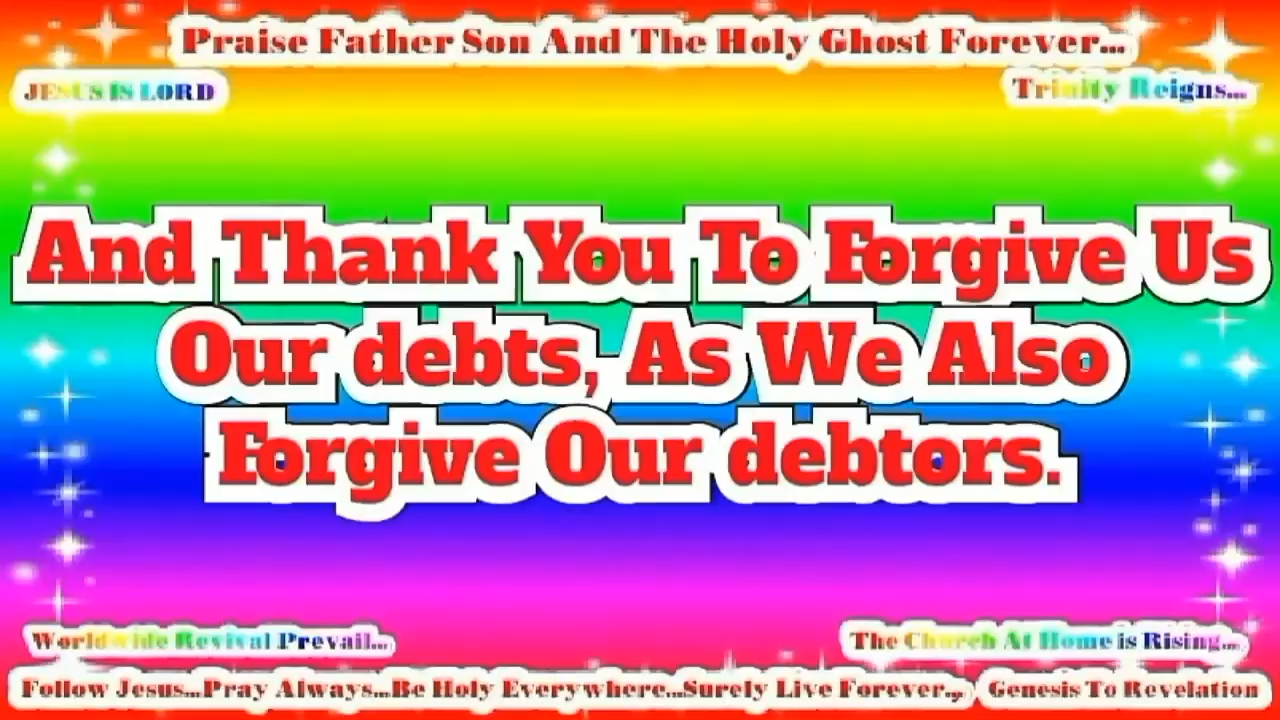 Praise Father Son And The Holy Ghost Forever...
JESUS IS LORD
Trinity Reigns...
And Thank You To Forgive Us
Our debts, As We Also
Forgive Our debtors.
Worldwide Revival Prevail...
The Church At Home is Rising...
Follow Jesus...Pray Always...Be Holy Everywhere...Surely Live Forever...,
Genesis To Revelation